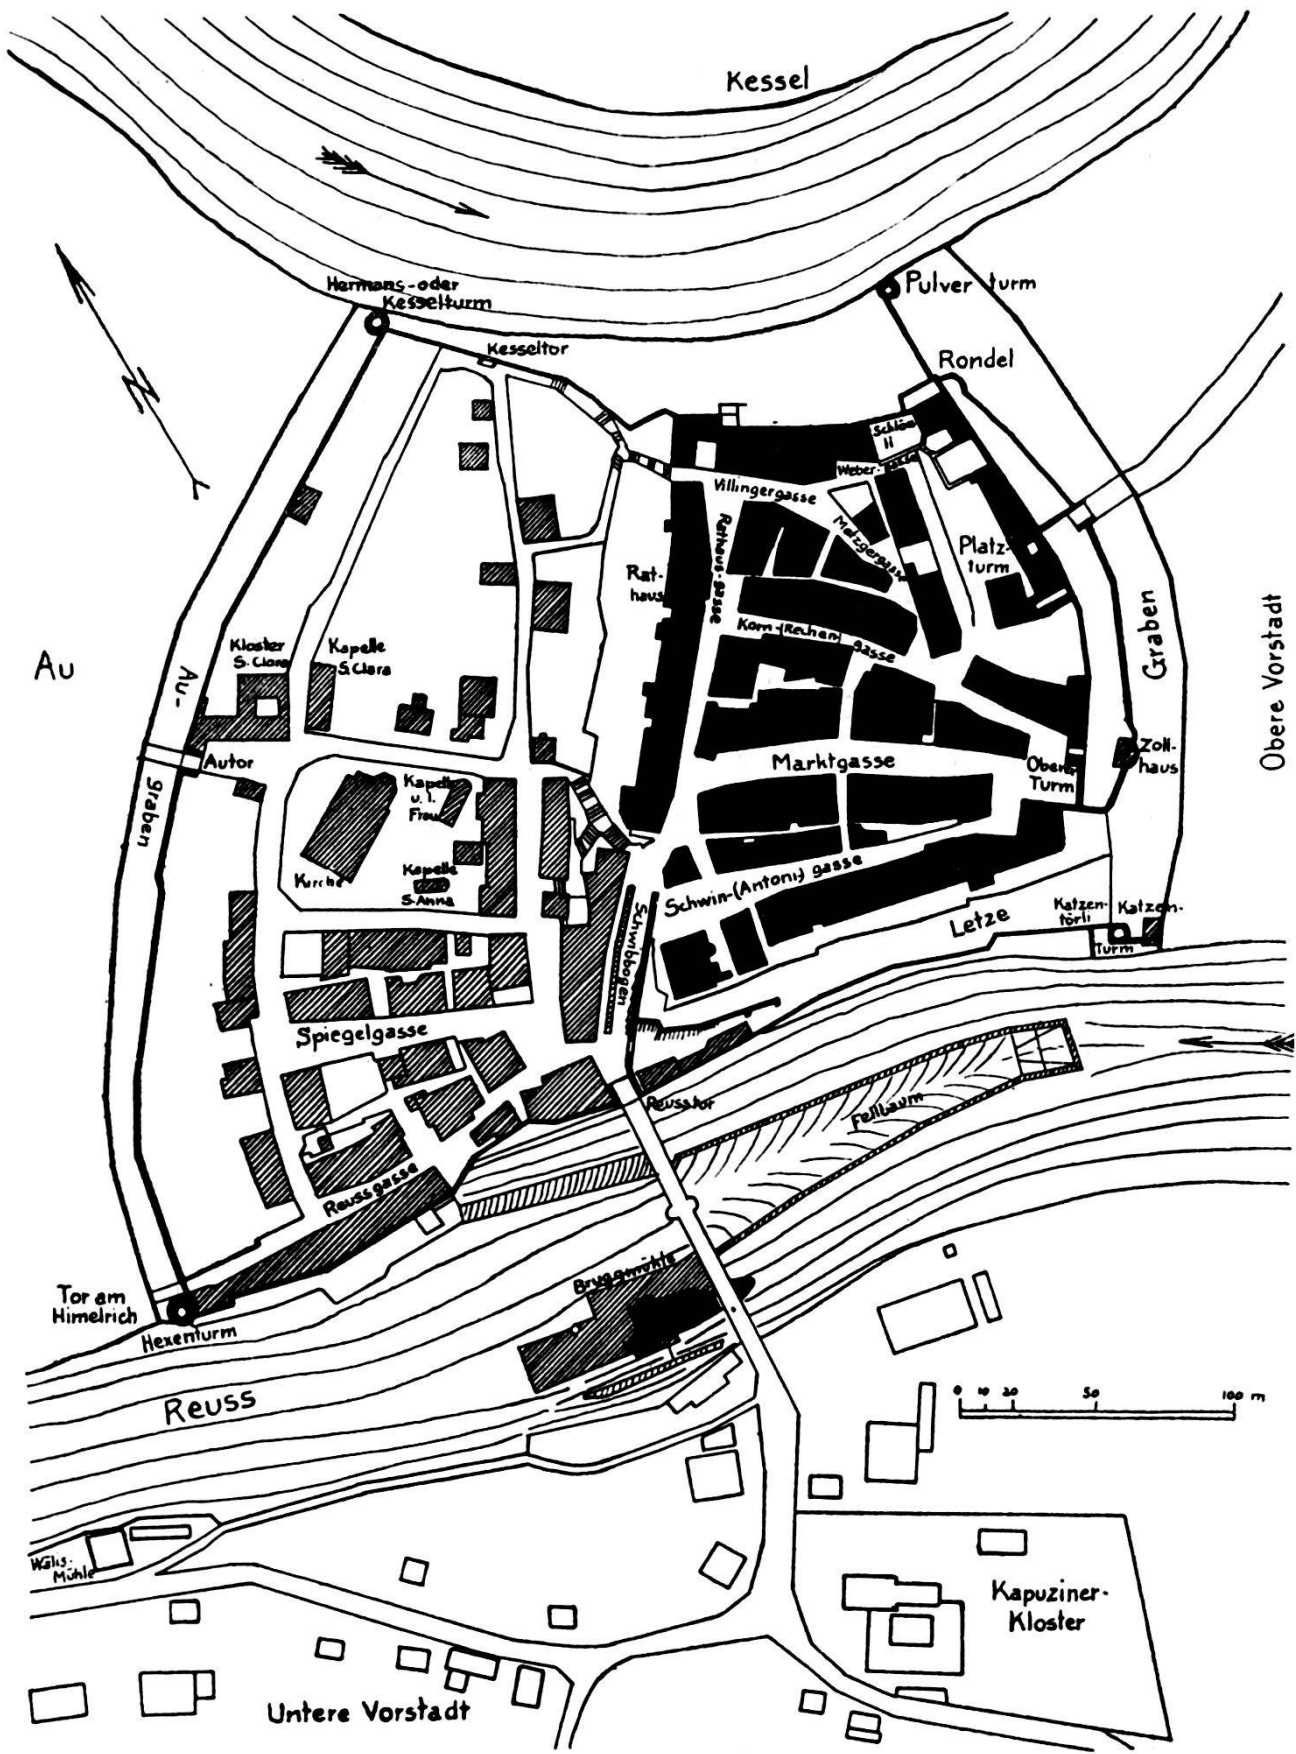 Kessel
Hermans-oder
Kesselturm
Pulverturm
Kesseltor
Rondel
N
Schlöss
li
Weber-gasse
Villingergasse
Metzgergasse
Rathaus-gasse
Platz-
turm
Rat-
haus
Korn-(Rechen) gasse
Graben
Obere Vorstadt
Kloster
S. Clara
Kapelle
S. Clara
Au
Au-
graben
Autor
Marktgasse
Oberer
Turm
Zoll-
haus
Kapelle
u. l.
Frau
Kirche
Kapelle
S. Anna
Schwin-(Antoni-) gasse
Schwibbogen
Letze
Katzen-
törli
Katzen-
Turm
Spiegelgasse
Reusstor
Fellbaum
Reussgasse
Bruggmühle
Tor am
Himelrich
Hexenturm
Reuss
0 10 20 50 100 m
Wälis-
Mühle
Kapuziner-
Kloster
Untere Vorstadt